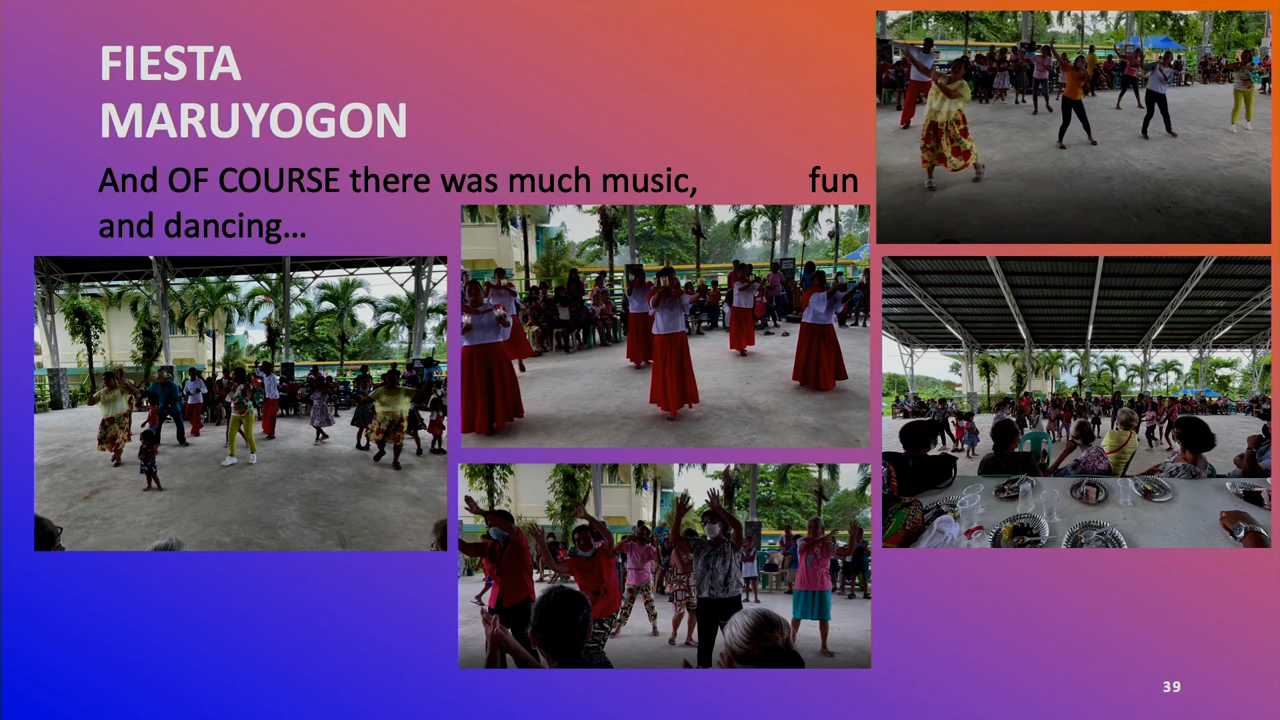 FIESTA
MARUYOGON
And OF COURSE there was much music, fun
and dancing…
39